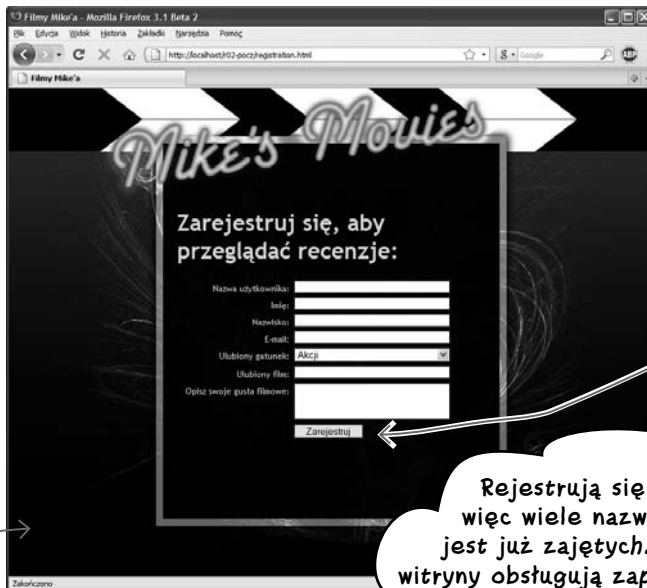 Filmy Mike'a - Mozilla Firefox 3.1 Beta 2
Plik Edycja Widok Historia Zakładki Narzędzia Pomoc
http://localhost/r02-pocz/registration.html
Google
ABP
Filmy Mike'a
Mike's Movies
Zarejestruj się, aby
przeglądać recenzje:
Nazwa użytkownika:
Imię:
Nazwisko:
E-mail:
Ulubiony gatunek: Akcji
Ulubiony film:
Opisz swoje gusta filmowe:
Zarejestruj
Rejestrują się
więc wiele nazw
jest już zajętych.
witryny obsługują zap
Zakończono